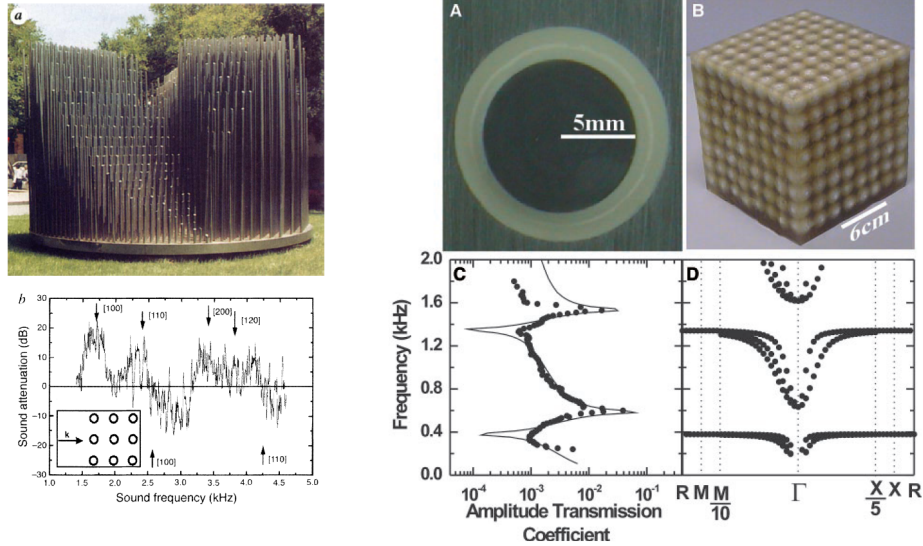 a
b
Sound attenuation (dB)
30
20
10
0
−10
−20
−30
[100]
[110]
[200]
[120]
k
[100]
[110]
1.0 1.5 2.0 2.5 3.0 3.5 4.0 4.5 5.0
Sound frequency (kHz)
A
5mm
B
6cm
C
D
Frequency (kHz)
2.0
1.6
1.2
0.8
0.4
0.0
10-4 10-3 10-2 10-1
Amplitude Transmission
Coefficient
R M M/10 Γ X/5 X R